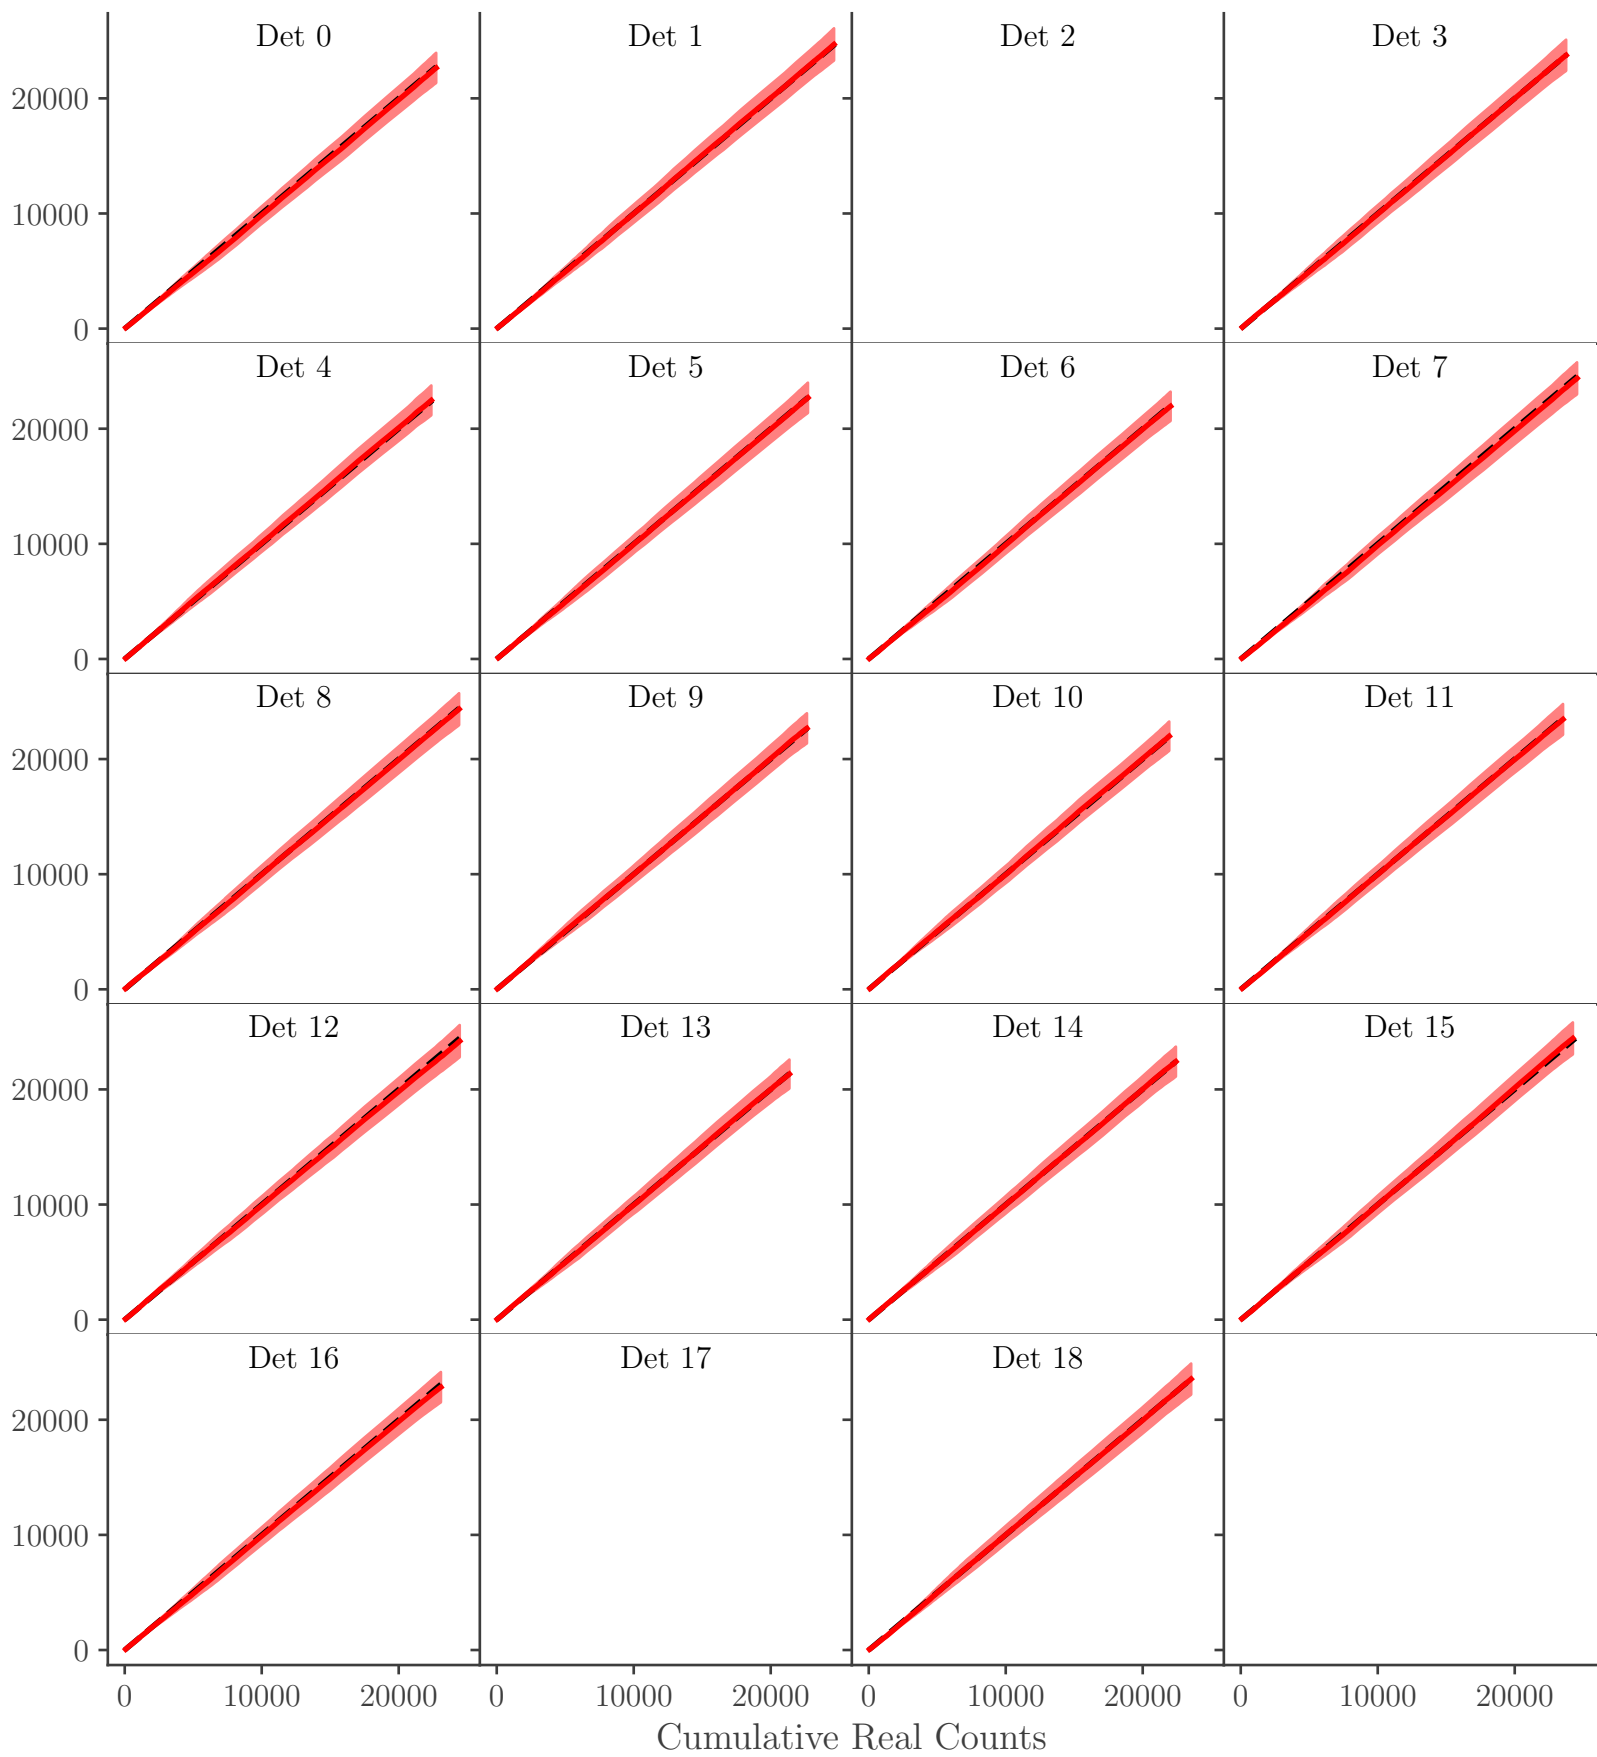 Det 0 Det 1 Det 2 Det 3
20000
10000
0
Det 4 Det 5 Det 6 Det 7
20000
10000
0
Det 8 Det 9 Det 10 Det 11
20000
10000
0
Det 12 Det 13 Det 14 Det 15
20000
10000
0
Det 16 Det 17 Det 18
20000
10000
0
0 10000 20000 0 10000 20000 0 10000 20000 0 10000 20000
Cumulative Real Counts